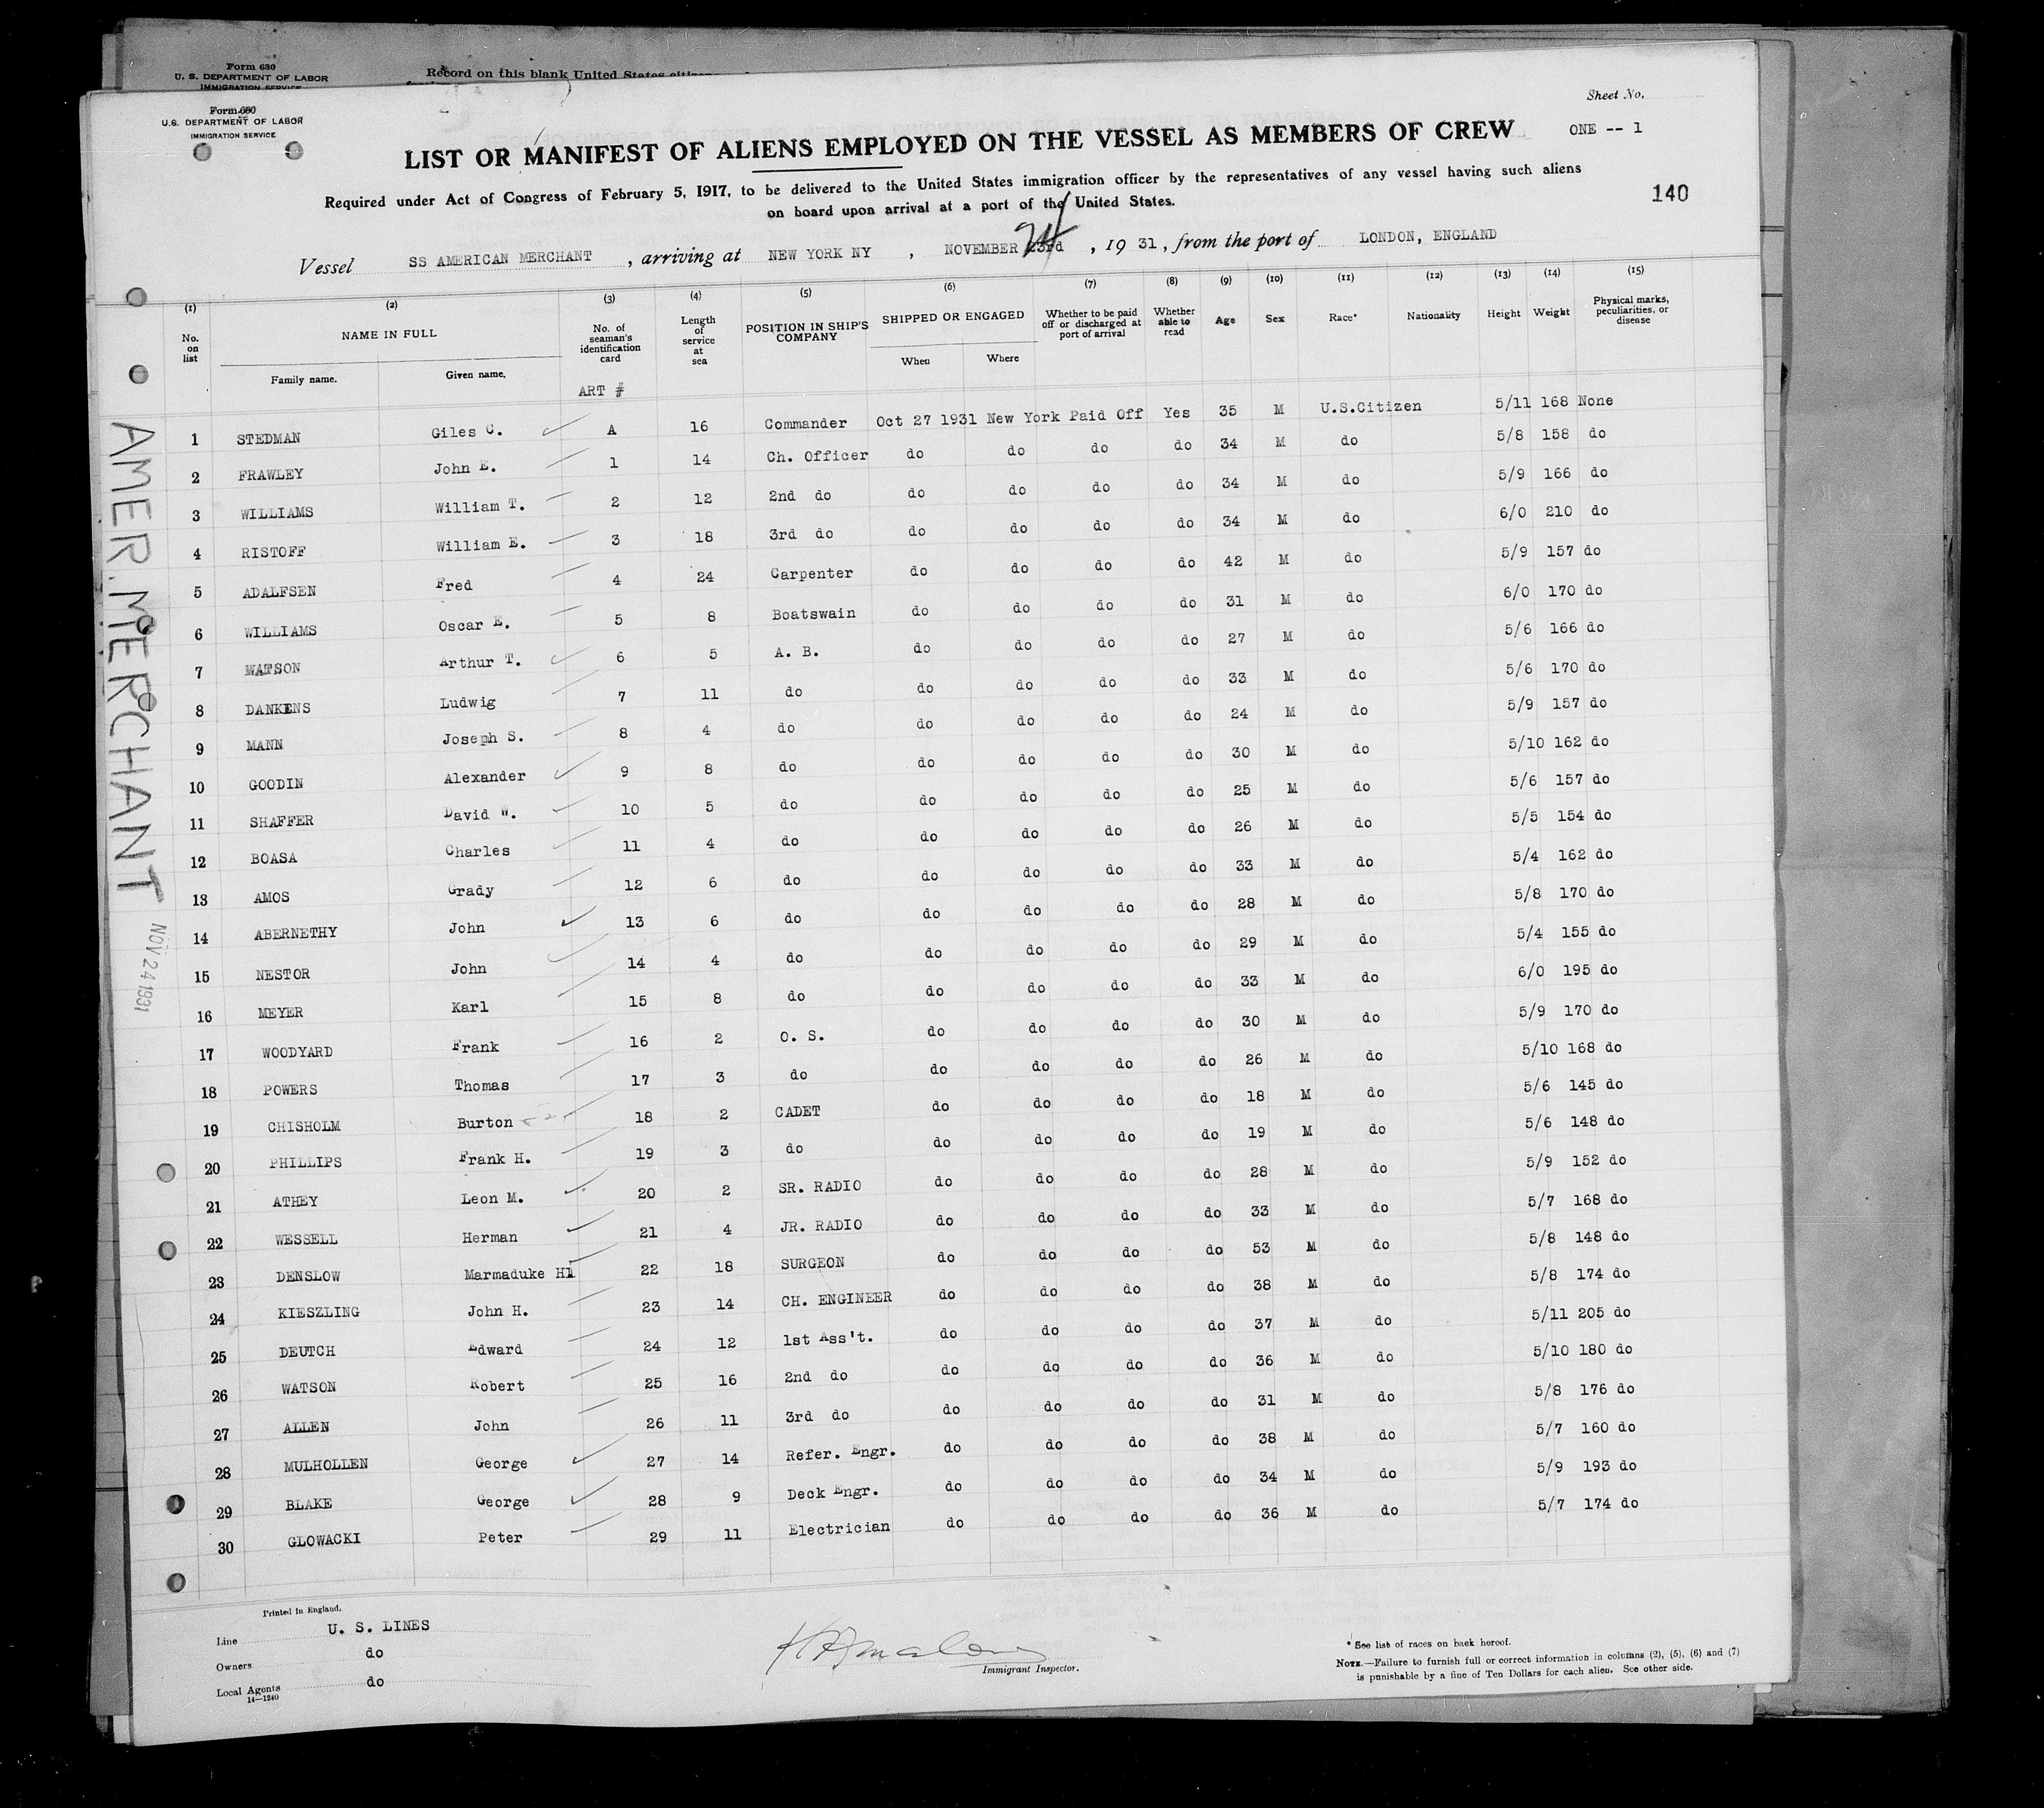 Form 630
U. S. DEPARTMENT OF LABOR
IMMIGRATION SERVICE
Record on this blank United States
Form 680
U.S. DEPARTMENT OF LABOR
IMMIGRATION SERVICE
Sheet No.
ONE -- 1
LIST OR MANIFEST OF ALIENS EMPLOYED ON THE VESSEL AS MEMBERS OF CREW
Required under Act of Congress of February 5, 1917, to be delivered to the United States immigration officer by the representatives of any vessel having such aliens
on board upon arrival at a port of the United States.
140
Vessel SS AMERICAN MERCHANT , arriving at NEW YORK NY , NOVEMBER 23rd 24 , 19 31 , from the port of LONDON, ENGLAND
(1) (2) (3) (4) (5) (6) (7) (8) (9) (10) (11) (12) (13) (14) (15)
No. on list
NAME IN FULL
Family name. Given name.
No. of seaman's identification card
ART #
Length of service at sea
POSITION IN SHIP'S COMPANY
SHIPPED OR ENGAGED
When Where
Whether to be paid off or discharged at port of arrival
Whether able to read
Age Sex Race* Nationality Height Weight
Physical marks, peculiarities, or disease
1 STEDMAN Giles C. A 16 Commander Oct 27 1931 New York Paid Off Yes 35 M U.S.Citizen 5/11 168 None
2 FRAWLEY John E. 1 14 Ch. Officer do do do do 34 M do 5/8 158 do
3 WILLIAMS William T. 2 12 2nd do do do do do 34 M do 5/9 166 do
4 RISTOFF William E. 3 18 3rd do do do do do 34 M do 6/0 210 do
5 ADALFSEN Fred 4 24 Carpenter do do do do 42 M do 5/9 157 do
6 WILLIAMS Oscar E. 5 8 Boatswain do do do do 31 M do 6/0 170 do
7 WATSON Arthur T. 6 5 A. B. do do do do 27 M do 5/6 166 do
8 DANKENS Ludwig 7 11 do do do do do 33 M do 5/6 170 do
9 MANN Joseph S. 8 4 do do do do do 24 M do 5/9 157 do
10 GOODIN Alexander 9 8 do do do do do 30 M do 5/10 162 do
11 SHAFFER David W. 10 5 do do do do do 25 M do 5/6 157 do
12 BOASA Charles 11 4 do do do do do 26 M do 5/5 154 do
13 AMOS Grady 12 6 do do do do do 33 M do 5/4 162 do
14 ABERNETHY John 13 6 do do do do do 28 M do 5/8 170 do
15 NESTOR John 14 4 do do do do do 29 M do 5/4 155 do
16 MEYER Karl 15 8 do do do do do 33 M do 6/0 195 do
17 WOODYARD Frank 16 2 O. S. do do do do 30 M do 5/9 170 do
18 POWERS Thomas 17 3 do do do do do 26 M do 5/10 168 do
19 CHISHOLM Burton 18 2 CADET do do do do 18 M do 5/6 145 do
20 PHILLIPS Frank H. 19 3 do do do do do 19 M do 5/6 148 do
21 ATHEY Leon M. 20 2 SR. RADIO do do do do 28 M do 5/9 152 do
22 WESSELL Herman 21 4 JR. RADIO do do do do 33 M do 5/7 168 do
23 DENSLOW Marmaduke H 22 18 SURGEON do do do do 53 M do 5/8 148 do
24 KIESZLING John H. 23 14 CH. ENGINEER do do do do 38 M do 5/8 174 do
25 DEUTCH Edward 24 12 1st Ass't. do do do do 37 M do 5/11 205 do
26 WATSON Robert 25 16 2nd do do do do do 36 M do 5/10 180 do
27 ALLEN John 26 11 3rd do do do do do 31 M do 5/8 176 do
28 MULHOLLEN George 27 14 Refer. Engr. do do do do 38 M do 5/7 160 do
29 BLAKE George 28 9 Deck Engr. do do do do 34 M do 5/9 193 do
30 GLOWACKI Peter 29 11 Electrician do do do do 36 M do 5/7 174 do
AMER. MERCHANT
NOV 24 1931
Printed in England.
Line U. S. LINES
Owners do
Local Agents do
14—1240
Immigrant Inspector.
* See list of races on back hereof.
NOTE.—Failure to furnish full or correct information in columns (2), (5), (6) and (7)
is punishable by a fine of Ten Dollars for each alien. See other side.